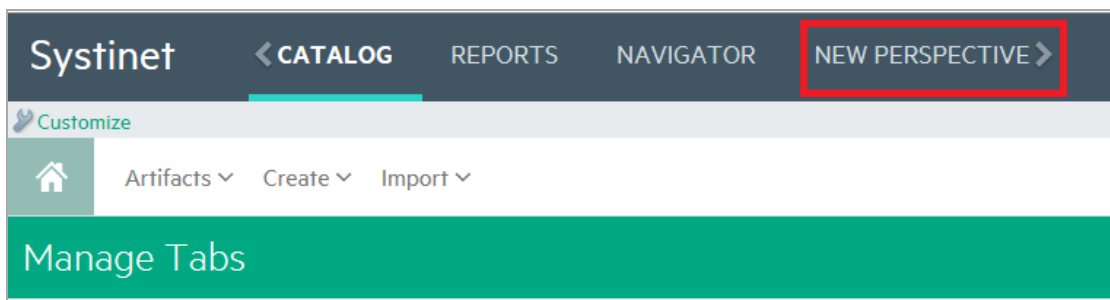 Systinet CATALOG REPORTS NAVIGATOR NEW PERSPECTIVE
Customize
Artifacts Create Import
Manage Tabs